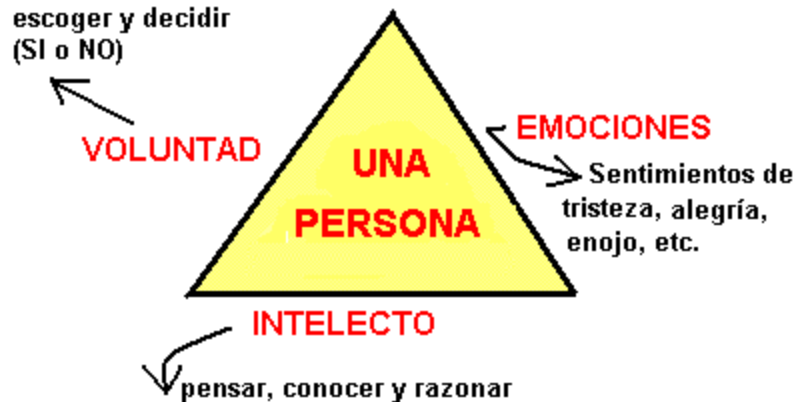 escoger y decidir
(SI o NO)
VOLUNTAD
EMOCIONES
UNA
PERSONA
Sentimientos de
tristeza, alegría,
enojo, etc.
INTELECTO
pensar, conocer y razonar